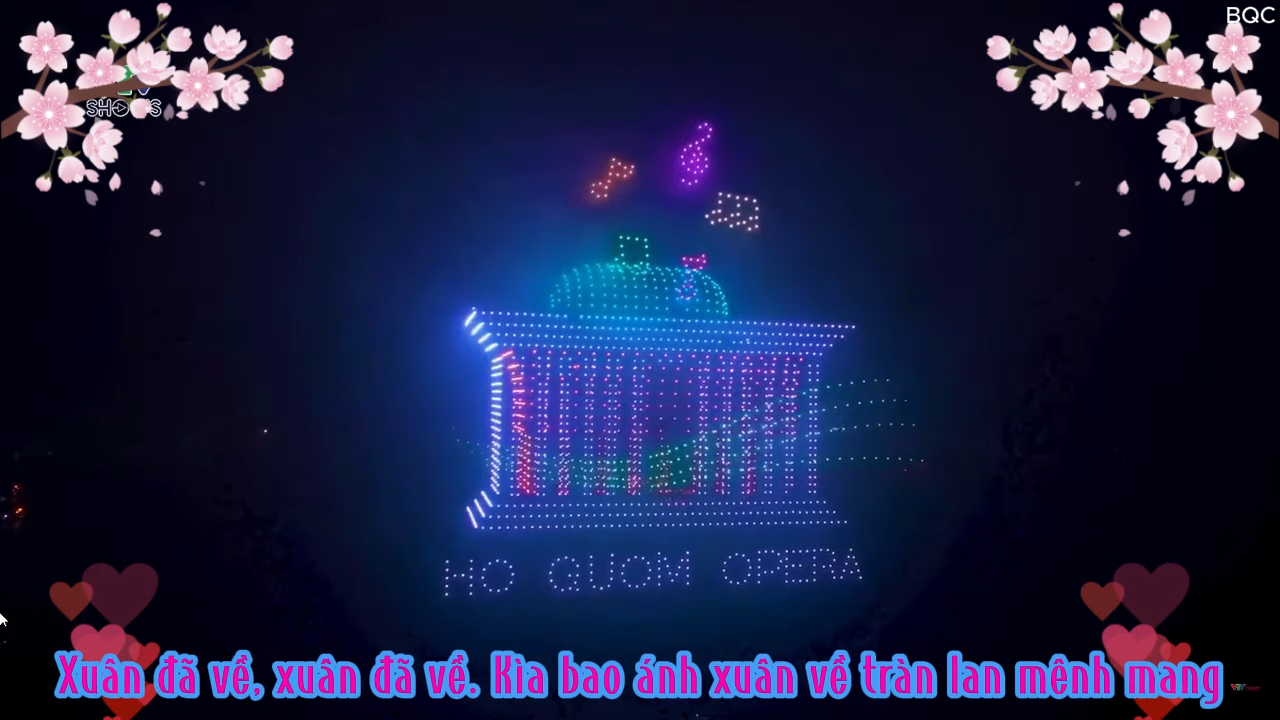 BQC
SHOWS
HO GUOM OPERA
Xuân đã về, xuân đã về. Kìa bao ánh xuân về tràn lan mênh mang